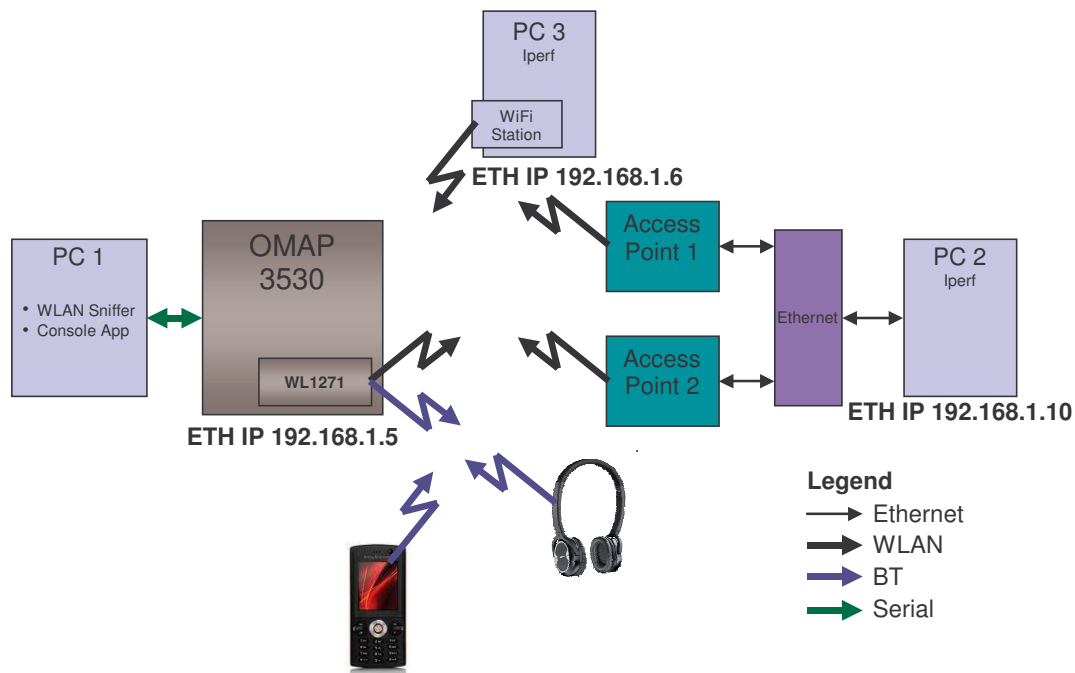 PC 3
Iperf
WiFi
Station
ETH IP 192.168.1.6
PC 1
• WLAN Sniffer
• Console App
OMAP
3530
WL1271
ETH IP 192.168.1.5
Access
Point 1
Access
Point 2
Ethernet
PC 2
Iperf
ETH IP 192.168.1.10
Legend
Ethernet
WLAN
BT
Serial